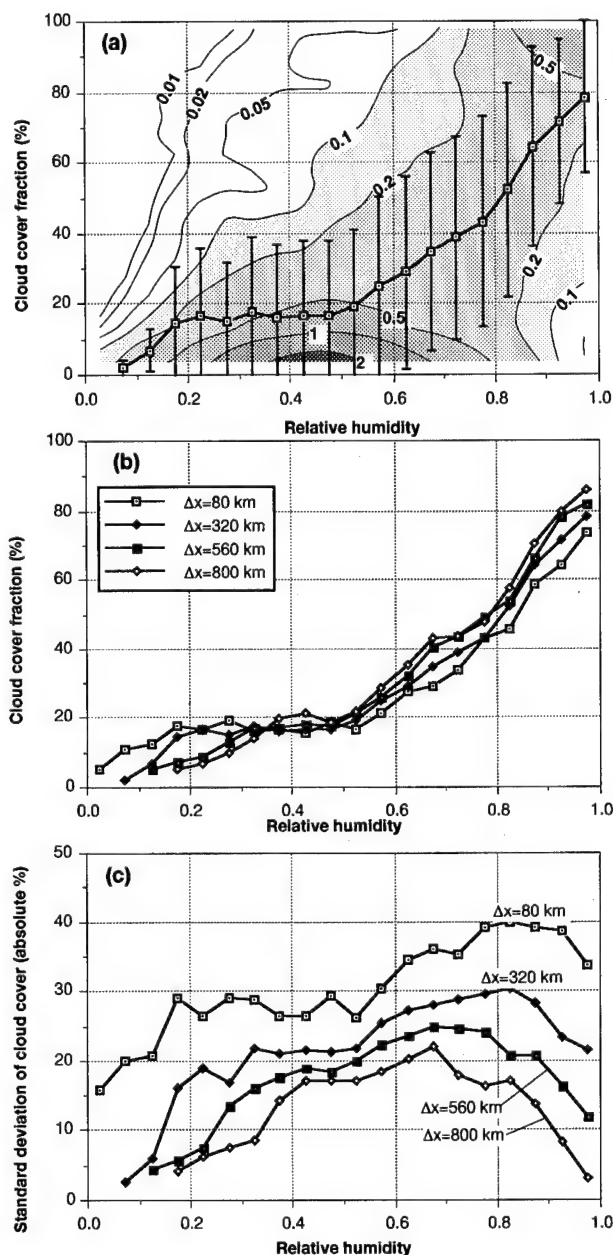 (a)
100
80
60
40
20
0
Cloud cover fraction (%)
0.01
0.02
0.05
0.1
0.2
0.5
0.5
1
2
0.2
0.1
0.0 0.2 0.4 0.6 0.8 1.0
Relative humidity
(b)
100
80
60
40
20
0
Cloud cover fraction (%)
Δx=80 km
Δx=320 km
Δx=560 km
Δx=800 km
0.0 0.2 0.4 0.6 0.8 1.0
Relative humidity
(c)
50
40
30
20
10
0
Standard deviation of cloud cover (absolute %)
Δx=80 km
Δx=320 km
Δx=560 km
Δx=800 km
0.0 0.2 0.4 0.6 0.8 1.0
Relative humidity